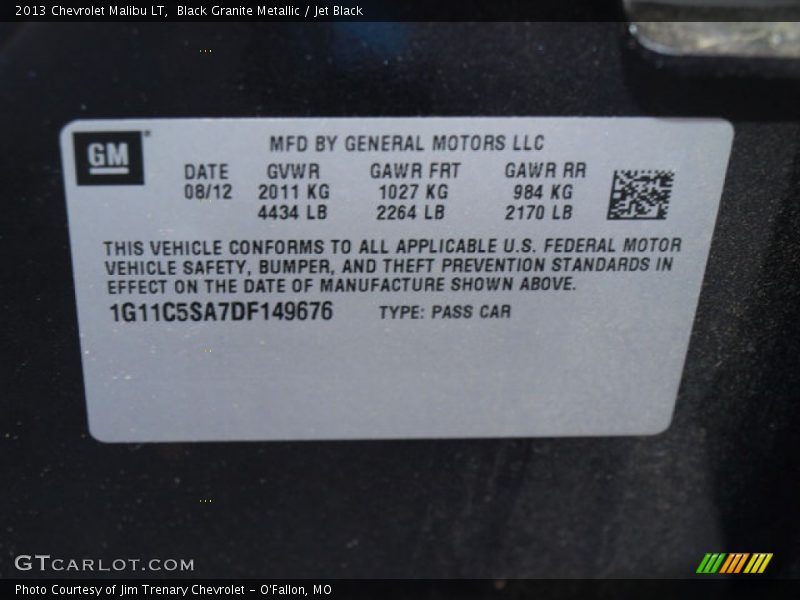 2013 Chevrolet Malibu LT,  Black Granite Metallic / Jet Black
GM
MFD BY GENERAL MOTORS LLC
DATE GVWR GAWR FRT GAWR RR
08/12 2011 KG 1027 KG 984 KG
4434 LB 2264 LB 2170 LB
THIS VEHICLE CONFORMS TO ALL APPLICABLE U.S. FEDERAL MOTOR
VEHICLE SAFETY, BUMPER, AND THEFT PREVENTION STANDARDS IN
EFFECT ON THE DATE OF MANUFACTURE SHOWN ABOVE.
1G11C5SA7DF149676 TYPE: PASS CAR
GTCARLOT.COM
Photo Courtesy of Jim Trenary Chevrolet - O'Fallon, MO